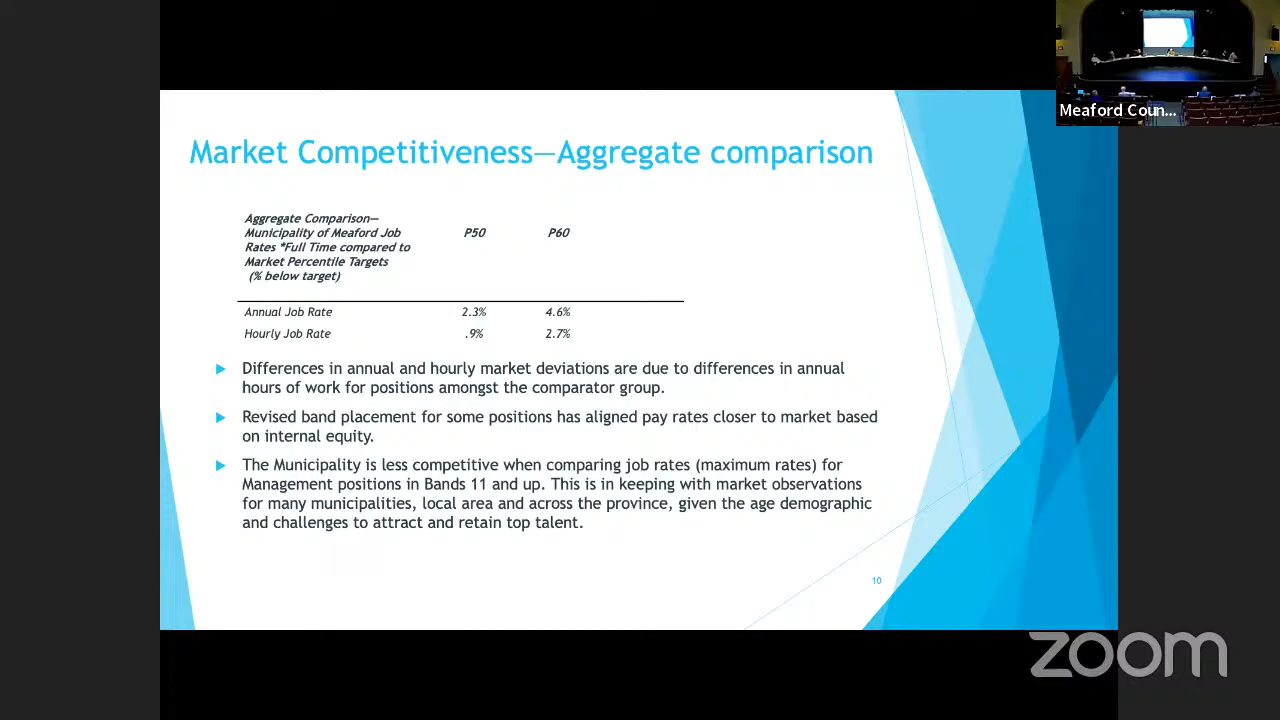 Meaford Coun...
Market Competitiveness—Aggregate comparison
Aggregate Comparison—
Municipality of Meaford Job
Rates *Full Time compared to
Market Percentile Targets
(% below target)
P50 P60
Annual Job Rate 2.3% 4.6%
Hourly Job Rate .9% 2.7%
Differences in annual and hourly market deviations are due to differences in annual
hours of work for positions amongst the comparator group.
Revised band placement for some positions has aligned pay rates closer to market based
on internal equity.
The Municipality is less competitive when comparing job rates (maximum rates) for
Management positions in Bands 11 and up. This is in keeping with market observations
for many municipalities, local area and across the province, given the age demographic
and challenges to attract and retain top talent.
10
zoom